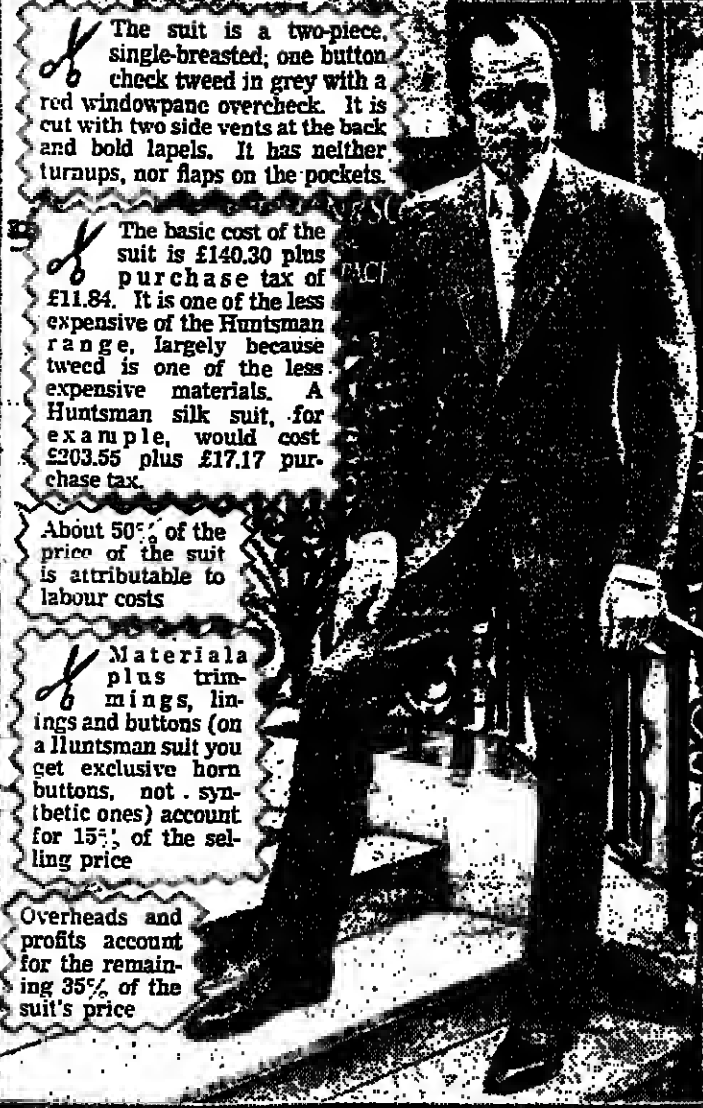 The suit is a two-piece,
single-breasted; one button
check tweed in grey with a
red windowpane overcheck. It is
cut with two side vents at the back
and bold lapels. It has neither
turnups, nor flaps on the pockets.
The basic cost of the
suit is £140.30 plus
purchase tax of
£11.84. It is one of the less
expensive of the Huntsman
range, largely because
tweed is one of the less
expensive materials. A
Huntsman silk suit, for
example, would cost
£203.55 plus £17.17 pur-
chase tax.
About 50% of the
price of the suit
is attributable to
labour costs
Materiala
plus trim-
mings, lin-
ings and buttons (on
a Huntsman suit you
get exclusive horn
buttons, not syn-
thetic ones) account
for 15% of the sel-
ling price
Overheads and
profits account
for the remain-
ing 35% of the
suit's price